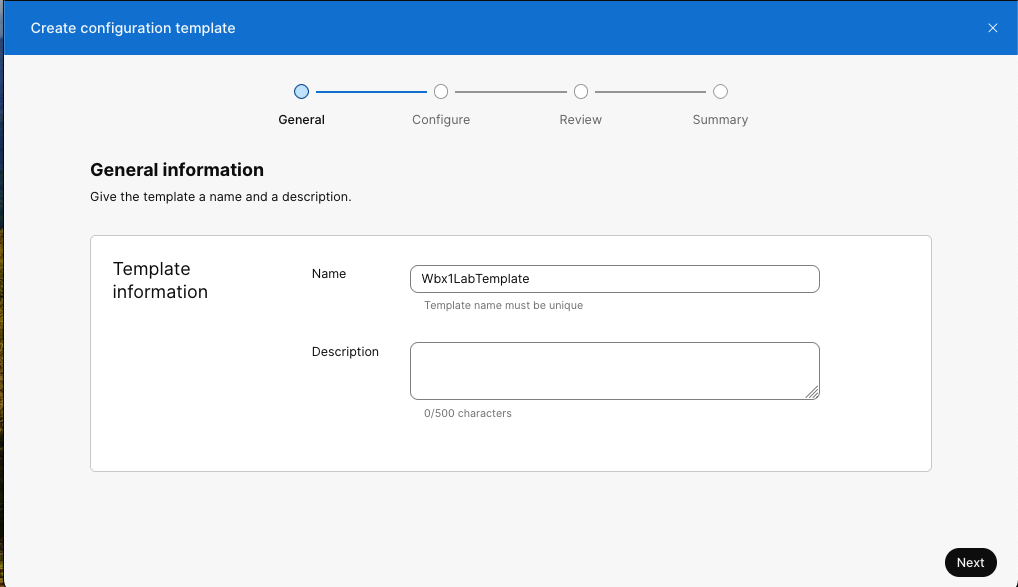 Create configuration template
General
Configure
Review
Summary
General information
Give the template a name and a description.
Template
information
Name
Wbx1LabTemplate
Template name must be unique
Description
0/500 characters
Next